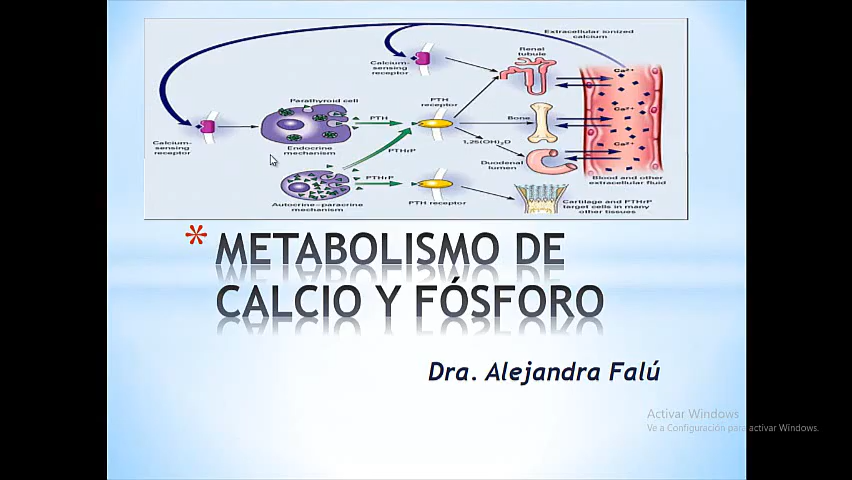 Extracellular ionized
calcium
Renal
tubule
Calcium-
sensing
receptor
Ca2+
Parathyroid cell
PTH
receptor
PTH
Bone
Ca2+
Calcium-
sensing
receptor
Endocrine
mechanism
PTHrP
1,25(OH)2D
Duodenal
lumen
Ca2+
Blood and other
extracellular fluid
PTHrP
Autocrine-paracrine
mechanism
PTH receptor
Cartilage and PTHrP
target cells in many
other tissues
* METABOLISMO DE
CALCIO Y FÓSFORO
Dra. Alejandra Falú
Activar Windows
Ve a Configuración para activar Windows.